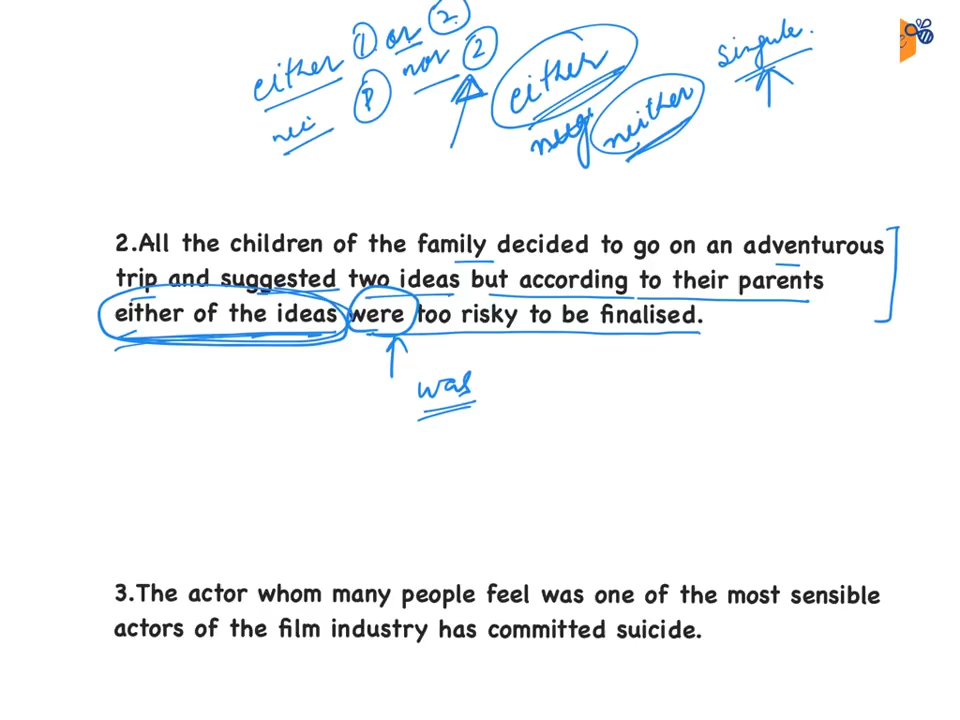 either ① or ②
nei ① nor ②
either
neither
single.
2.All the children of the family decided to go on an adventurous
trip and suggested two ideas but according to their parents
either of the ideas were too risky to be finalised.
was
3.The actor whom many people feel was one of the most sensible
actors of the film industry has committed suicide.